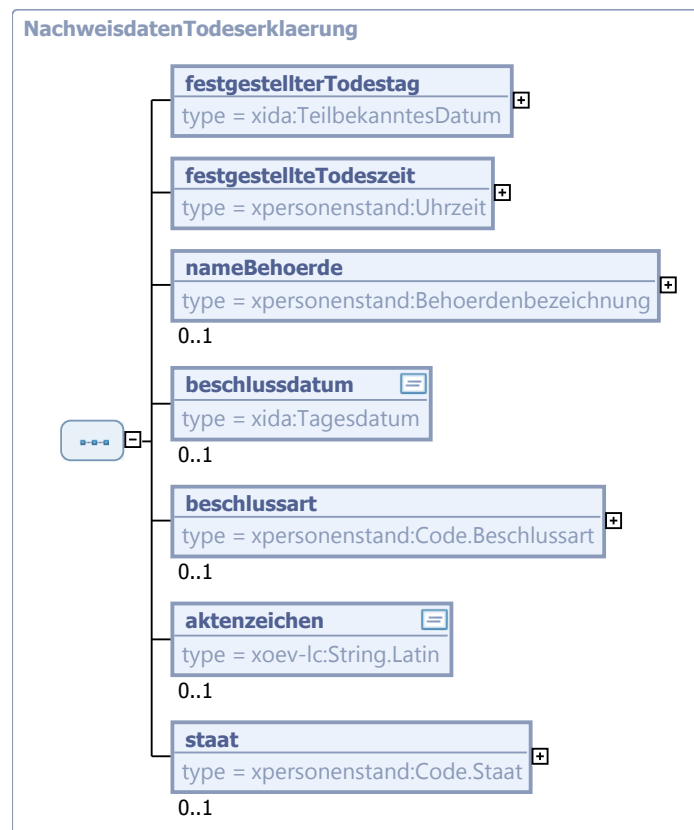 NachweisdatenTodeserklaerung
festgestellterTodestag
type = xida:TeilbekanntesDatum
festgestellteTodeszeit
type = xpersonenstand:Uhrzeit
nameBehoerde
type = xpersonenstand:Behoerdenbezeichnung
0..1
beschlussdatum
type = xida:Tagesdatum
0..1
beschlussart
type = xpersonenstand:Code.Beschlussart
0..1
aktenzeichen
type = xoev-lc:String.Latin
0..1
staat
type = xpersonenstand:Code.Staat
0..1